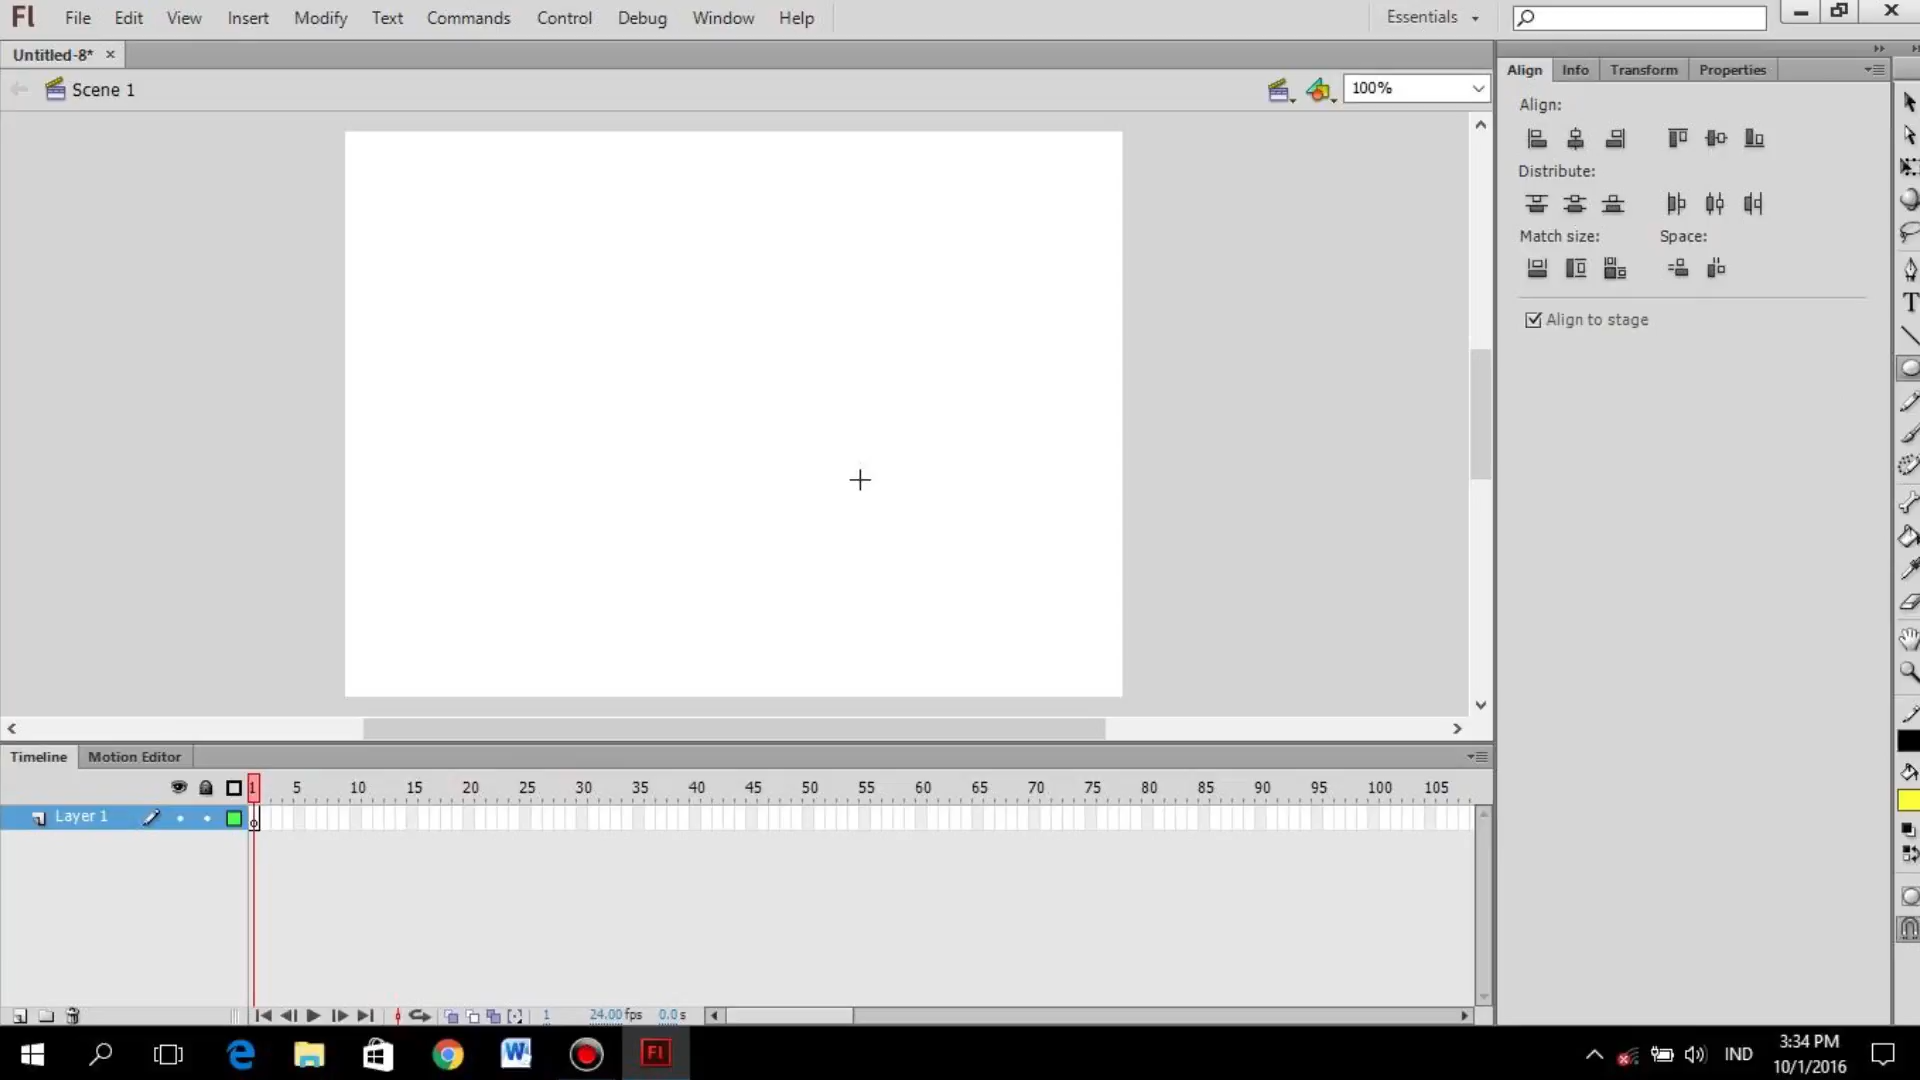 Fl File Edit View Insert Modify Text Commands Control Debug Window Help Essentials
Untitled-8* ×
Scene 1 100%
Align Info Transform Properties
Align:
Distribute:
Match size: Space:
Align to stage
T
Timeline Motion Editor
1 5 10 15 20 25 30 35 40 45 50 55 60 65 70 75 80 85 90 95 100 105
Layer 1
1 24.00 fps 0.0 s
W Fl IND 3:34 PM
10/1/2016